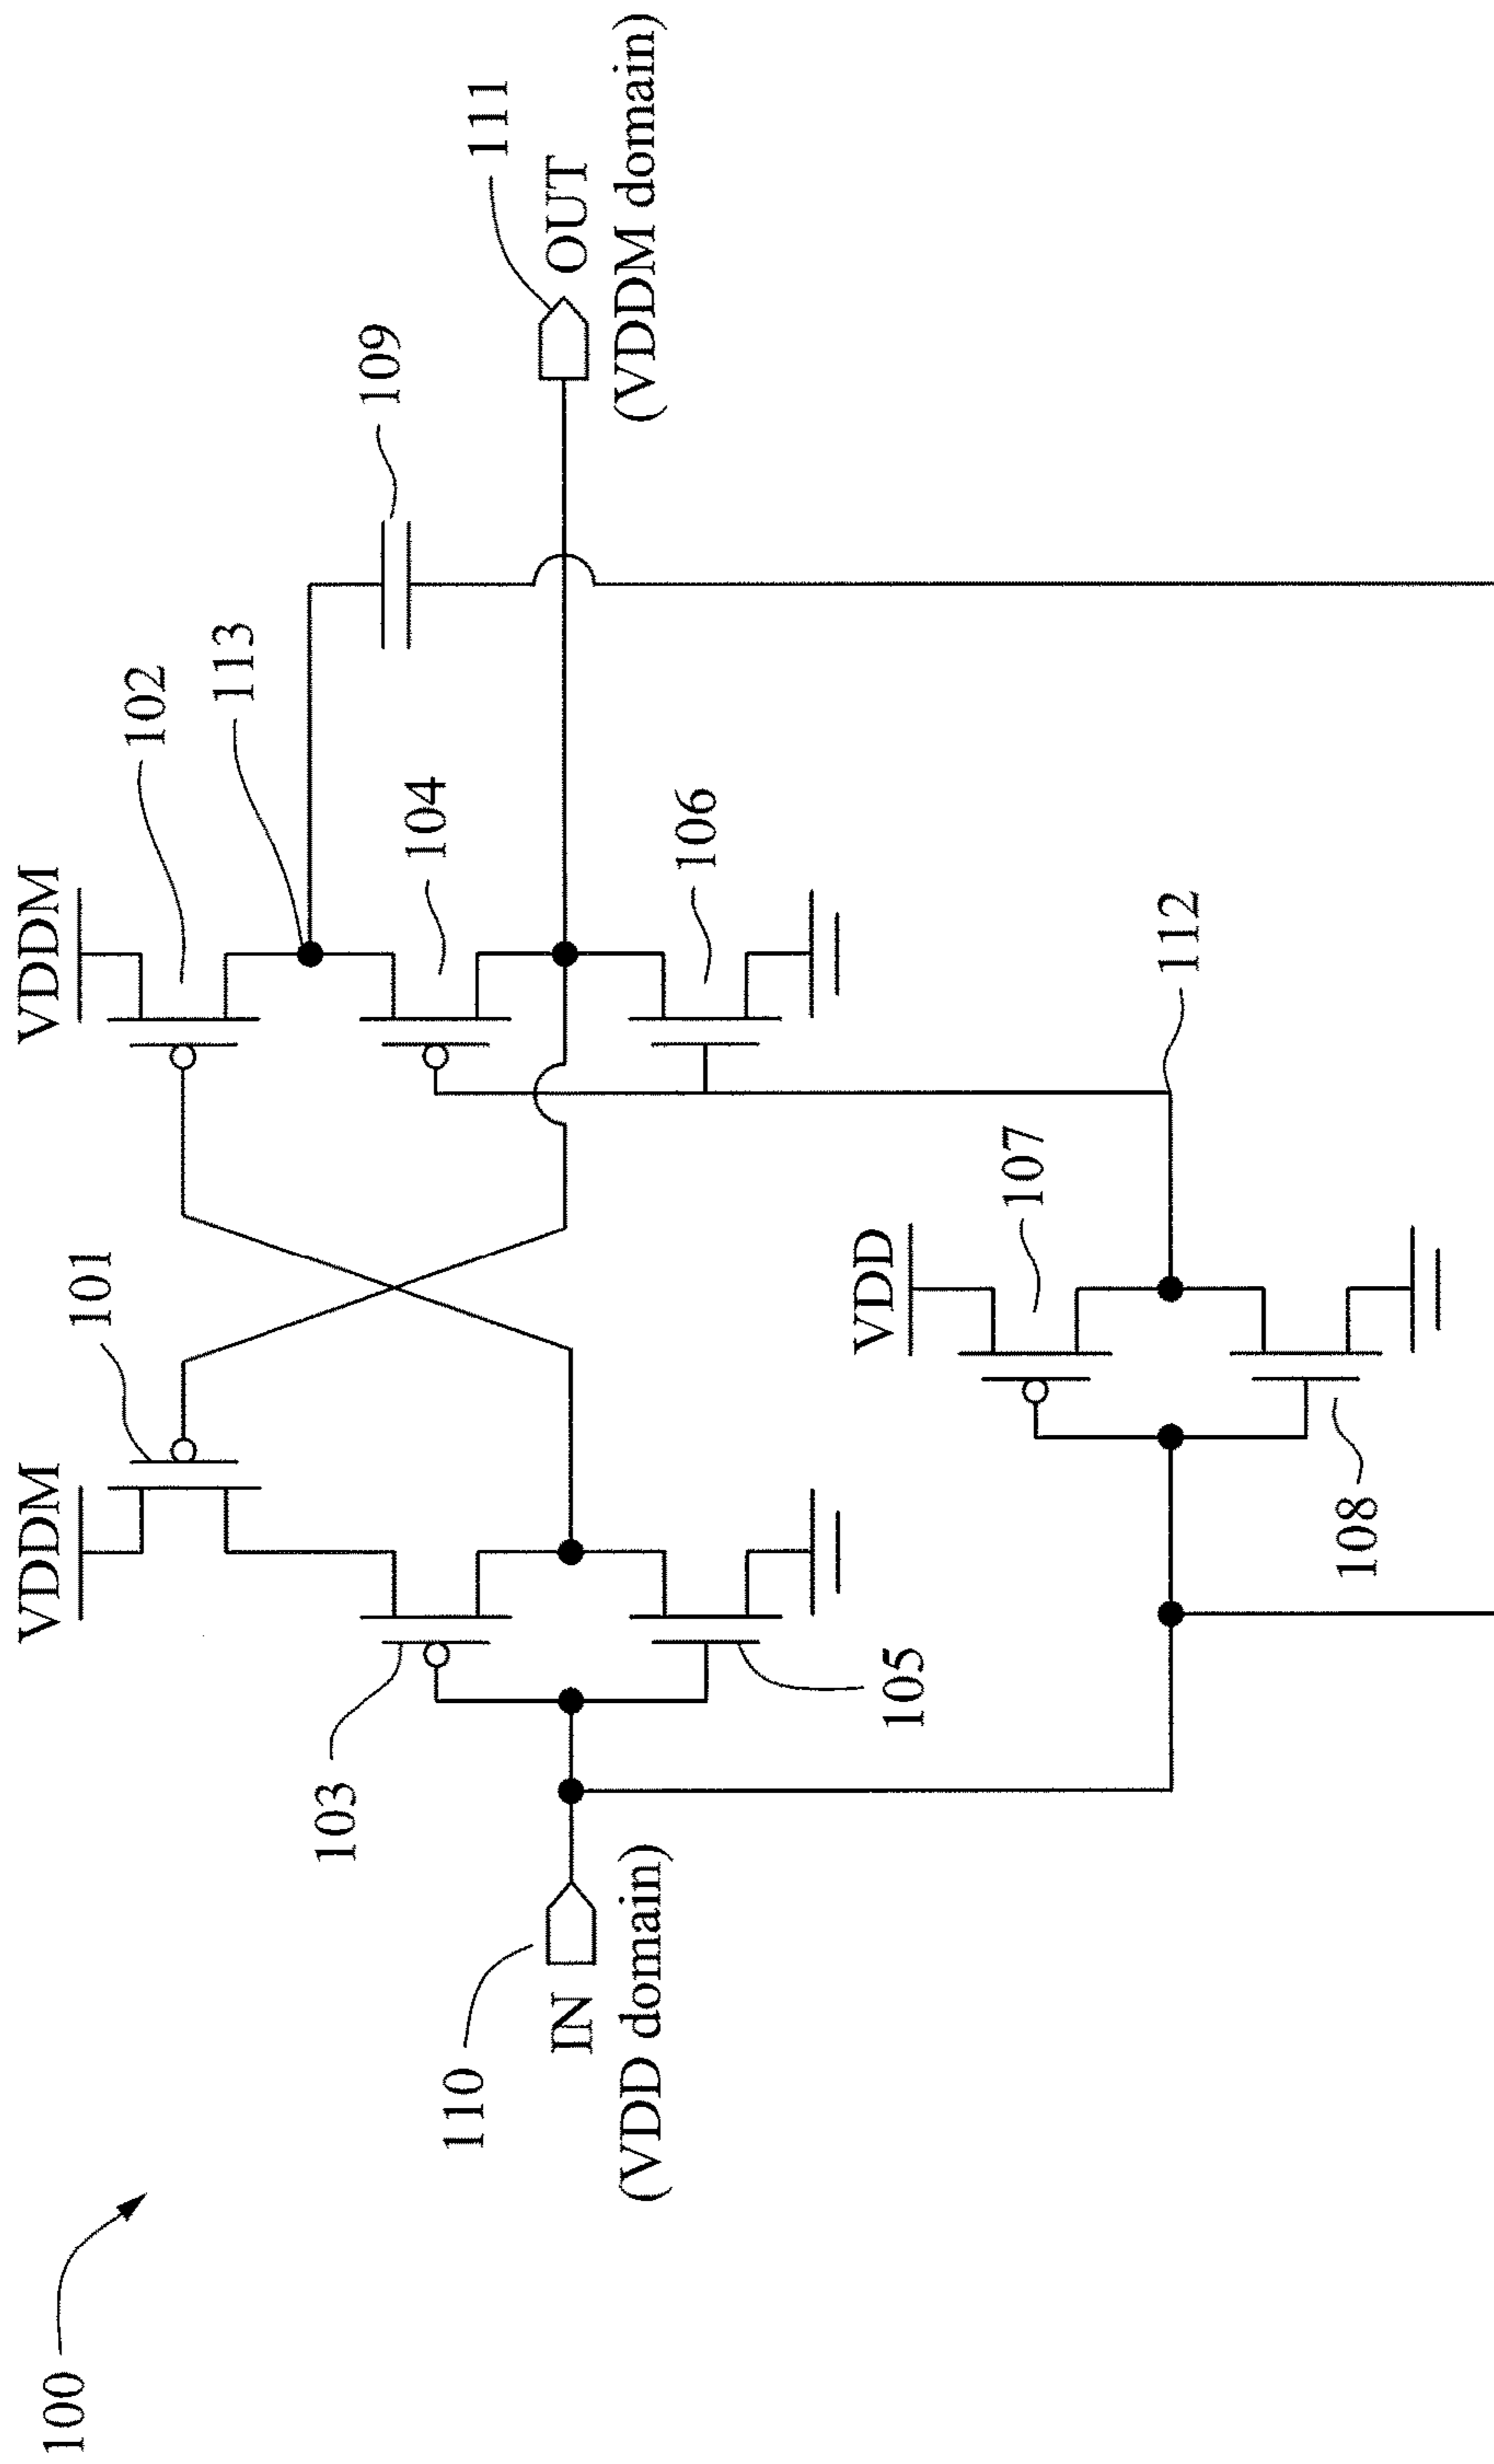 100
VDDM
101
VDDM
102
113
103
104
109
110
IN
(VDD domain)
105
106
111
OUT
(VDDM domain)
VDD
107
112
108